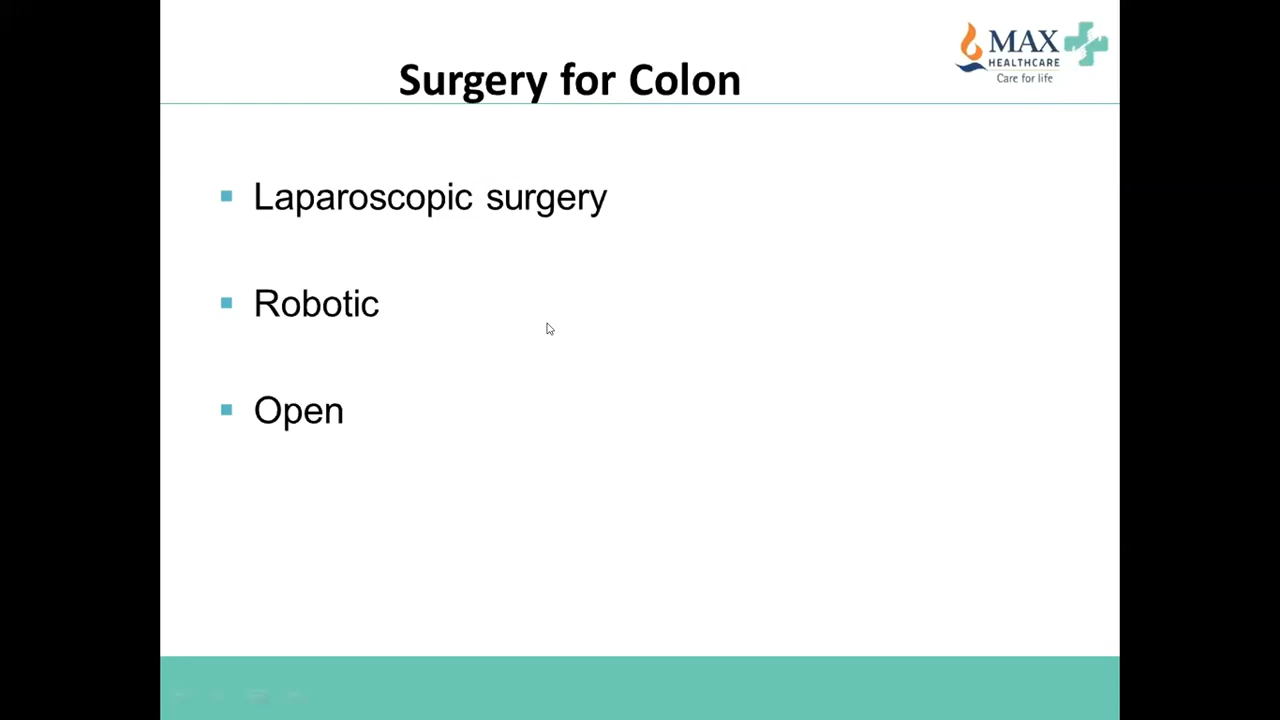 Surgery for Colon
MAX
HEALTHCARE
Care for life
Laparoscopic surgery
Robotic
Open